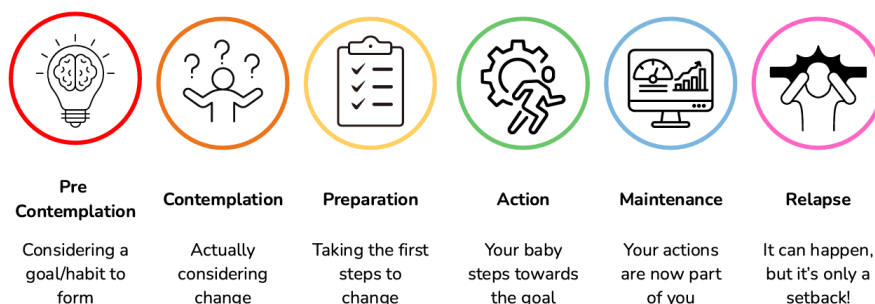 Pre
Contemplation
Considering a
goal/habit to
form
Contemplation
Actually
considering
change
Preparation
Taking the first
steps to
change
Action
Your baby
steps towards
the goal
Maintenance
Your actions
are now part
of you
Relapse
It can happen,
but it's only a
setback!
? ? ?